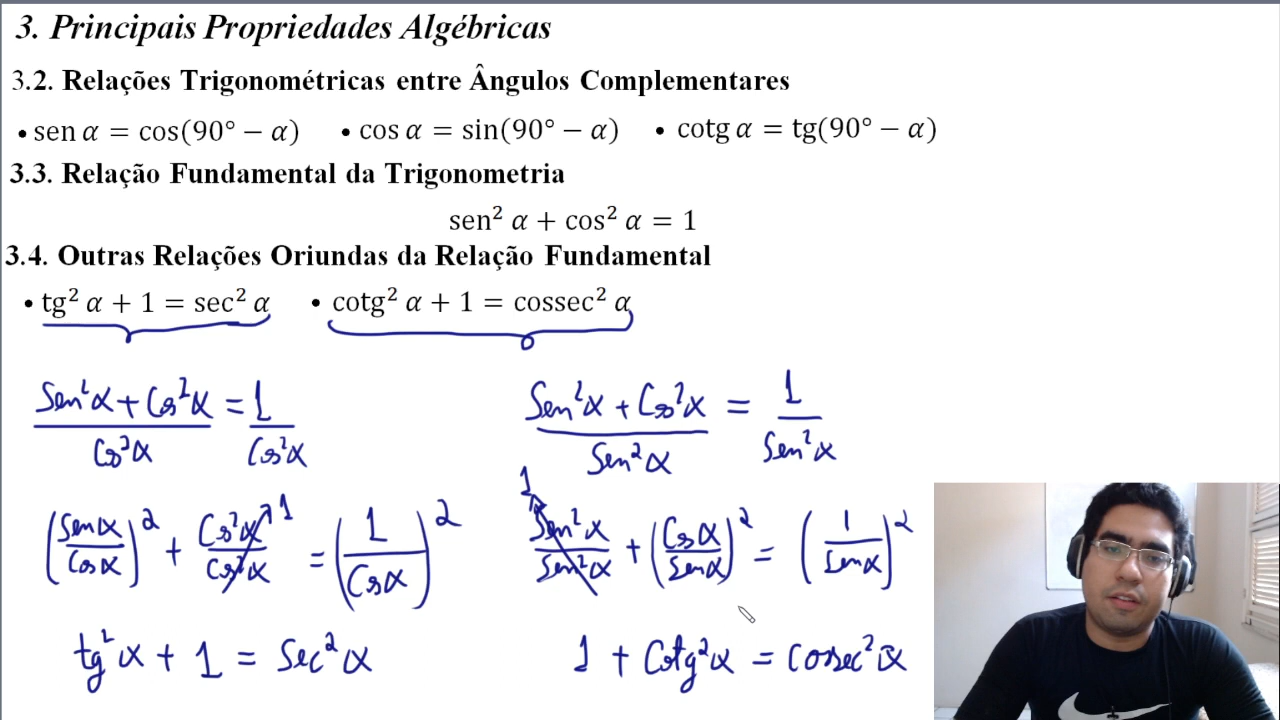 3. Principais Propriedades Algébricas
3.2. Relações Trigonométricas entre Ângulos Complementares
• sen α = cos(90° − α) • cos α = sin(90° − α) • cotg α = tg(90° − α)
3.3. Relação Fundamental da Trigonometria
sen² α + cos² α = 1
3.4. Outras Relações Oriundas da Relação Fundamental
• tg² α + 1 = sec² α • cotg² α + 1 = cossec² α
(Sen²α + Cos²α)/Cos²α = 1/Cos²α
(Senα/Cosα)² + Cos²α/Cos²α 1 = (1/Cosα)²
tg²α + 1 = Sec²α
(Sen²α + Cos²α)/Sen²α = 1/Sen²α
1 Sen²α/Sen²α + (Cosα/Senα)² = (1/Senα)²
1 + Cotg²α = cossec²α